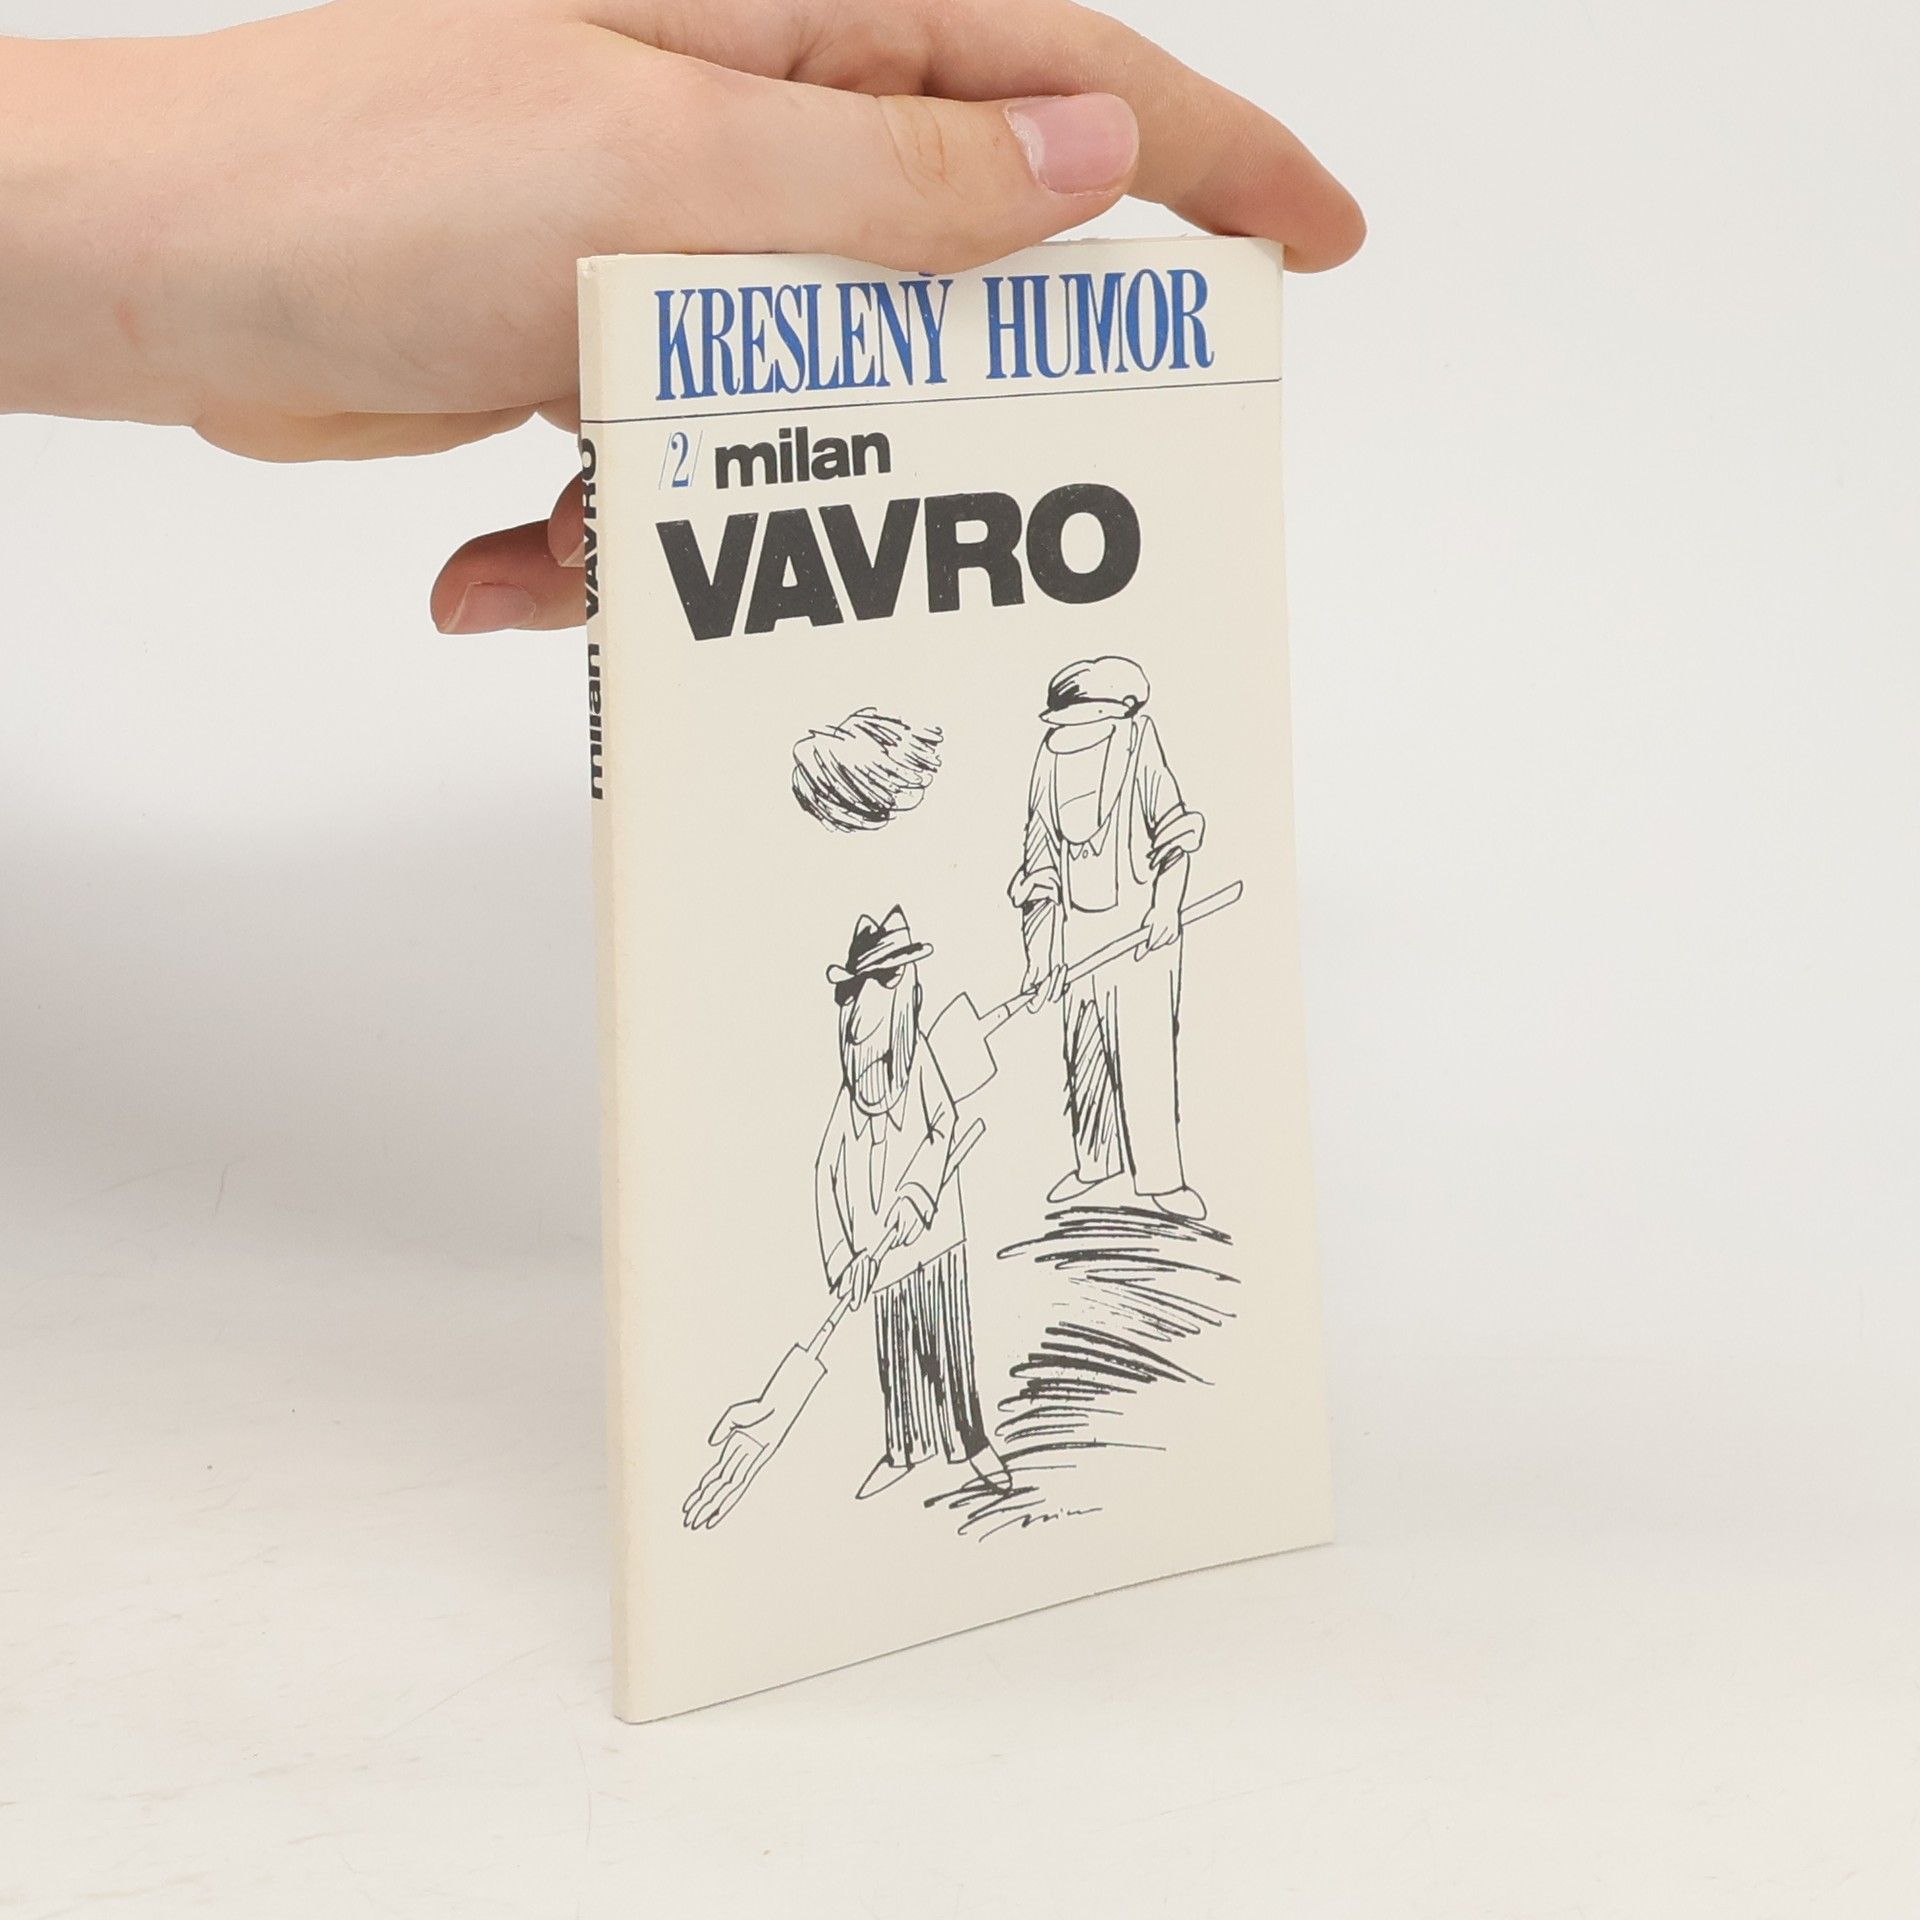 KRESLENÝ HUMOR
/2/ milan
VAVRO
milan VAVRO